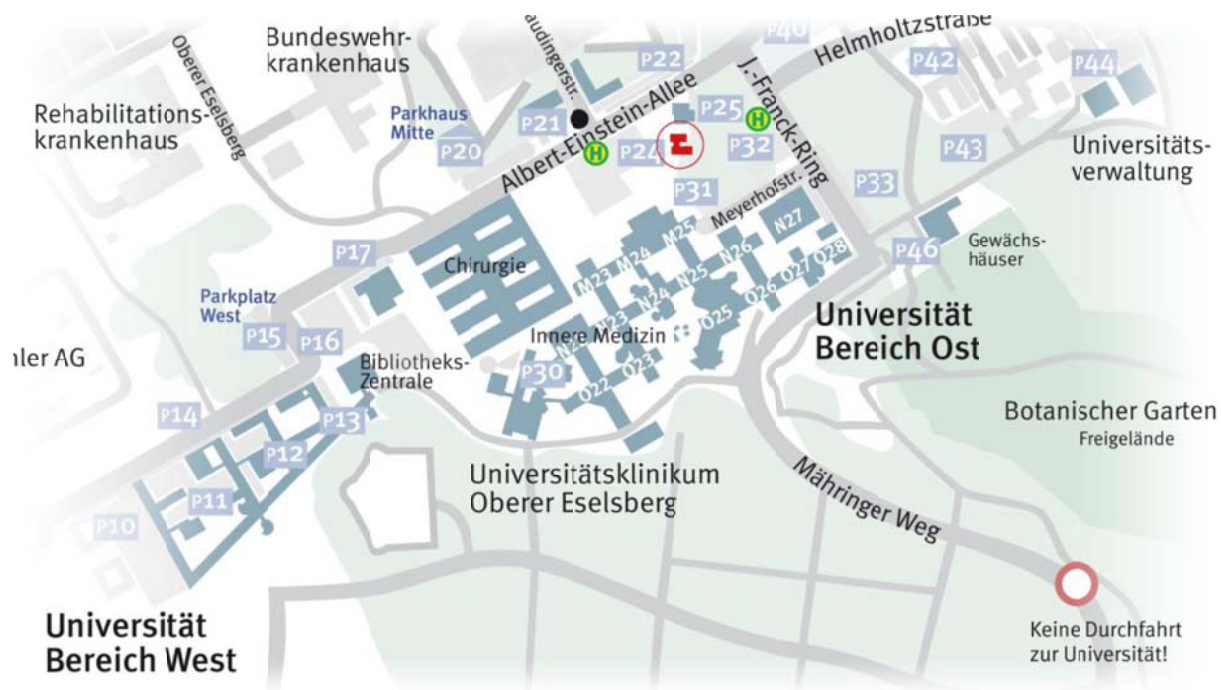 P40
Helmholtzstraße
Bundeswehr-
krankenhaus
Oberer Eselsberg
audingerstr.
P22
J.-Franck-Ring
P42
P44
Rehabilitations-
krankenhaus
Parkhaus
Mitte
P20
P21
Albert-Einstein-Allee
H
P24
P25
H
P32
P43
Universitäts-
verwaltung
P31
Meyerhofstr.
P33
P17
Chirurgie
M23
M24
M25
N27
N26
N25
N24
N23
O28
O27
O26
O25
P46
Gewächs-
häuser
Parkplatz
West
P15
P16
Innere Medizin
Universität
Bereich Ost
ler AG
Bibliotheks-
Zentrale
P30
O22
O23
P14
P13
Botanischer Garten
Freigelände
P12
P11
P10
Universitätsklinikum
Oberer Eselsberg
Mähringer Weg
Universität
Bereich West
Keine Durchfahrt
zur Universität!